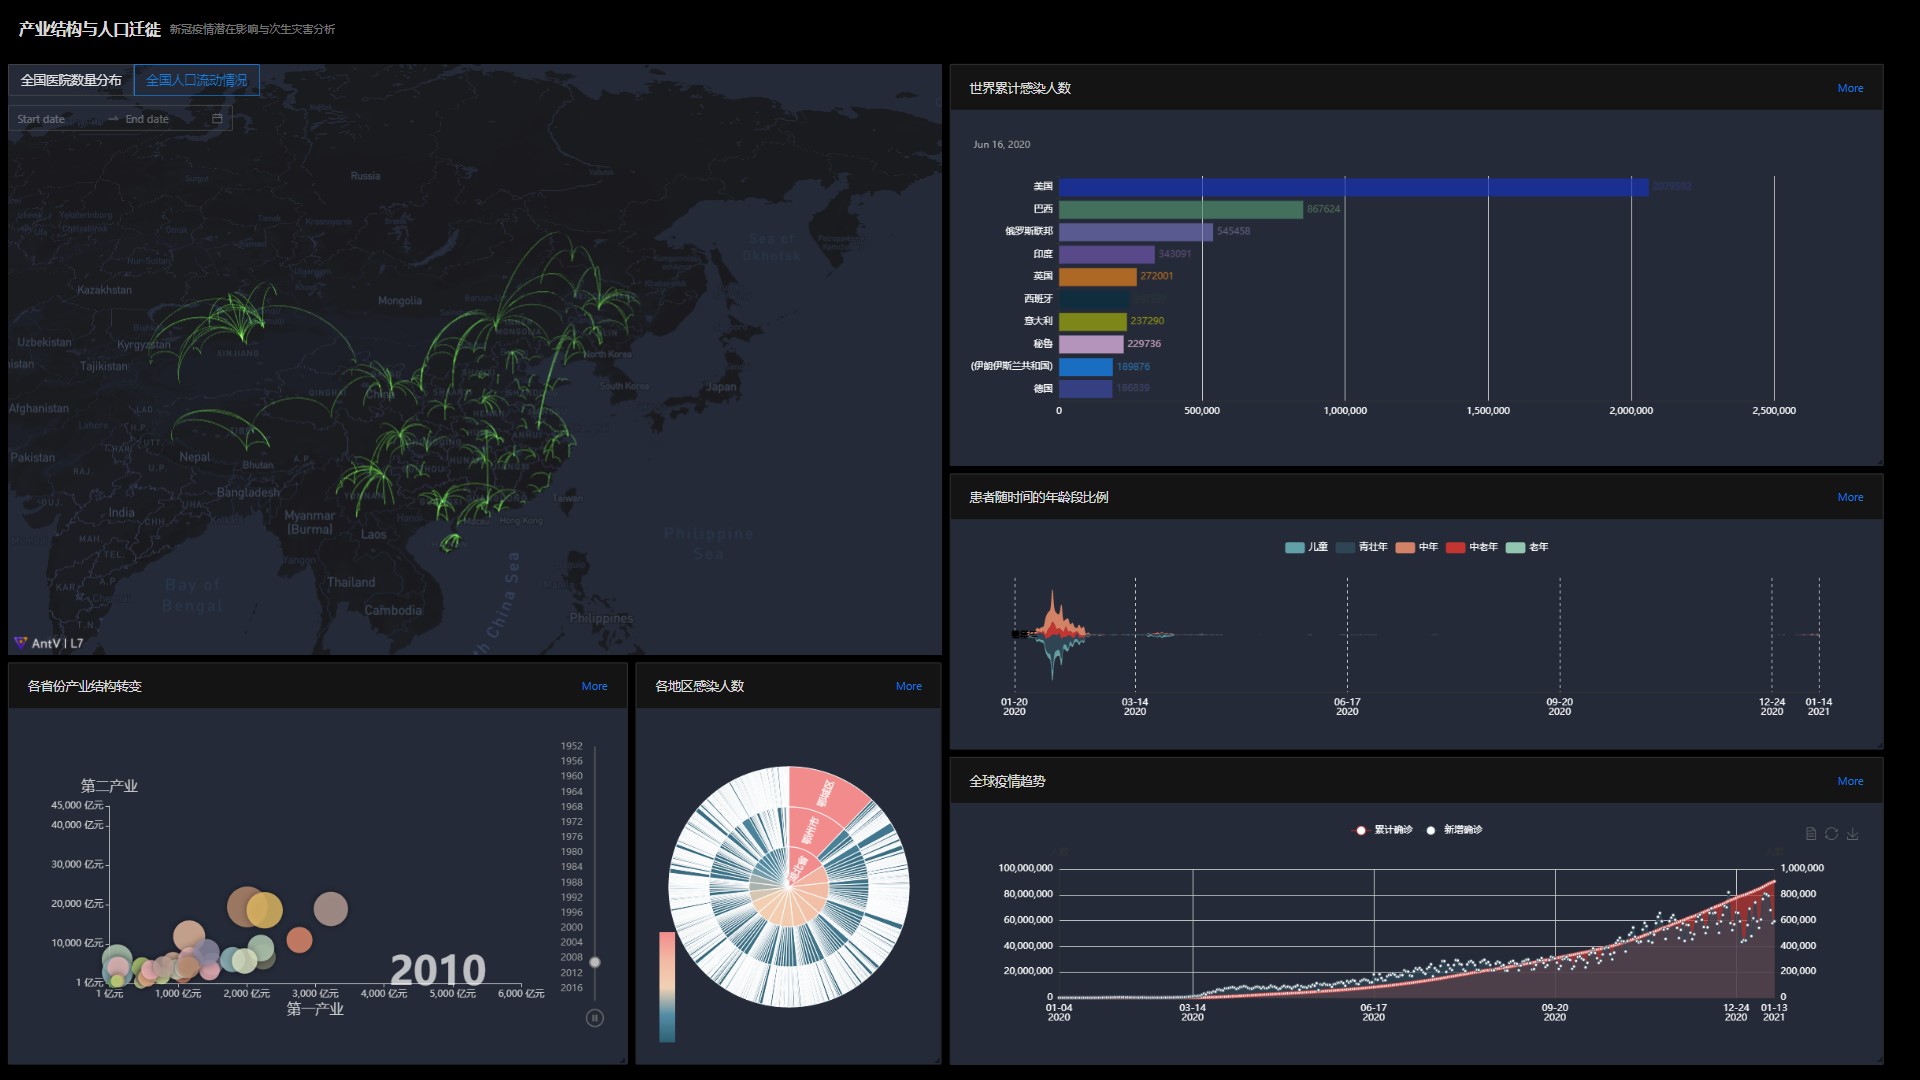 产业结构与人口迁徙 新冠疫情潜在影响与次生灾害分析
全国医院数量分布 全国人口流动情况
Start date → End date
Russia
Sea of
Okhotsk
Kazakhstan
Mongolia
Uzbekistan
Kyrgyzstan
XINJIANG
Tajikistan
North Korea
South Korea
Japan
Afghanistan
QINGHAI
China
Lahore
Pakistan
Nepal
Bhutan
Bangladesh
India
Myanmar
(Burma)
Laos
YUNNAN
Hanoi
Macau
Hong Kong
Taiwan
Philippine
Sea
Yangon
Bay of
Bengal
Thailand
Cambodia
South China Sea
Philippines
AntV | L7
世界累计感染人数 More
Jun 16, 2020
美国
巴西 867624
俄罗斯联邦 545458
印度 343091
英国 272001
西班牙
意大利 237290
秘鲁 229736
(伊朗伊斯兰共和国) 189876
德国 186839
0 500,000 1,000,000 1,500,000 2,000,000 2,500,000
患者随时间的年龄段比例 More
儿童 青壮年 中年 中老年 老年
01-20 03-14 06-17 09-20 12-24 01-14
2020 2020 2020 2020 2020 2021
各省份产业结构转变 More
第二产业
45,000 亿元
40,000 亿元
30,000 亿元
20,000 亿元
10,000 亿元
1 亿元
1 亿元 1,000 亿元 2,000 亿元 3,000 亿元 4,000 亿元 5,000 亿元 6,000 亿元
第一产业
2010
1952
1956
1960
1964
1968
1972
1976
1980
1984
1988
1992
1996
2000
2004
2008
2012
2016
各地区感染人数 More
鄂城区
鄂州市
湖北省
全球疫情趋势 More
累计确诊 新增确诊
100,000,000 1,000,000
80,000,000 800,000
60,000,000 600,000
40,000,000 400,000
20,000,000 200,000
0 0
01-04 03-14 06-17 09-20 12-24 01-13
2020 2020 2020 2020 2020 2021